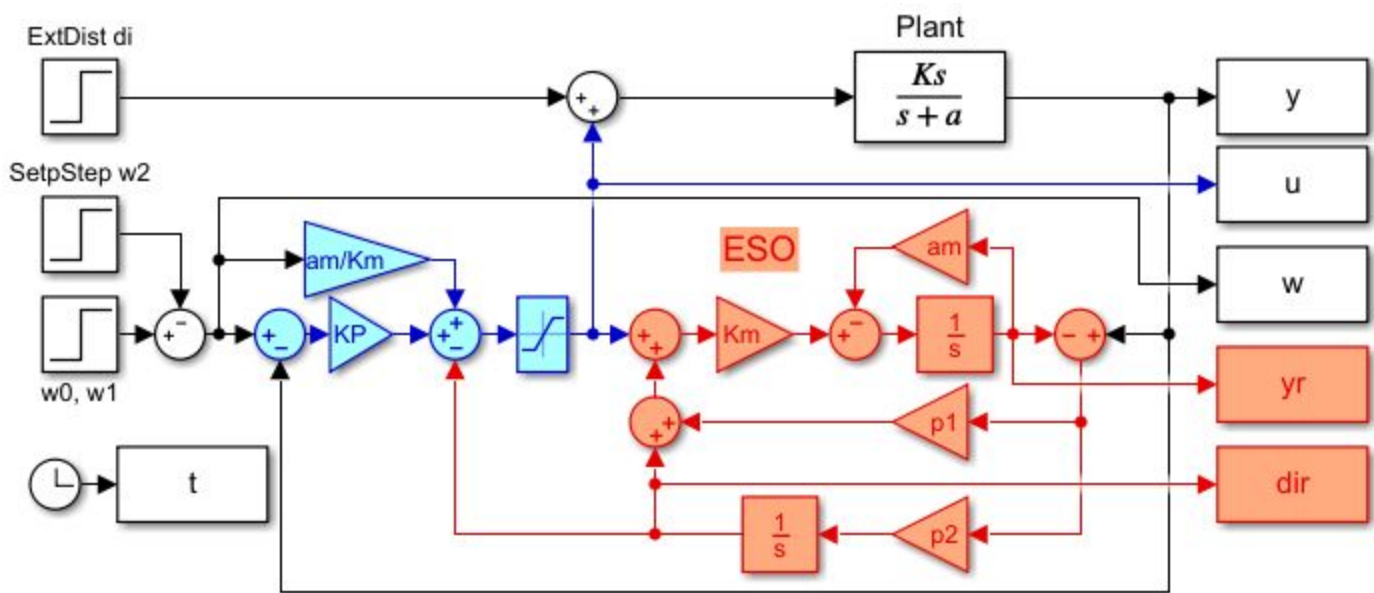 ExtDist di
Plant
Ks
s + a
y
SetpStep w2
u
am/Km
ESO
am
w
KP
Km
1
s
w0, w1
yr
p1
t
dir
1
s
p2